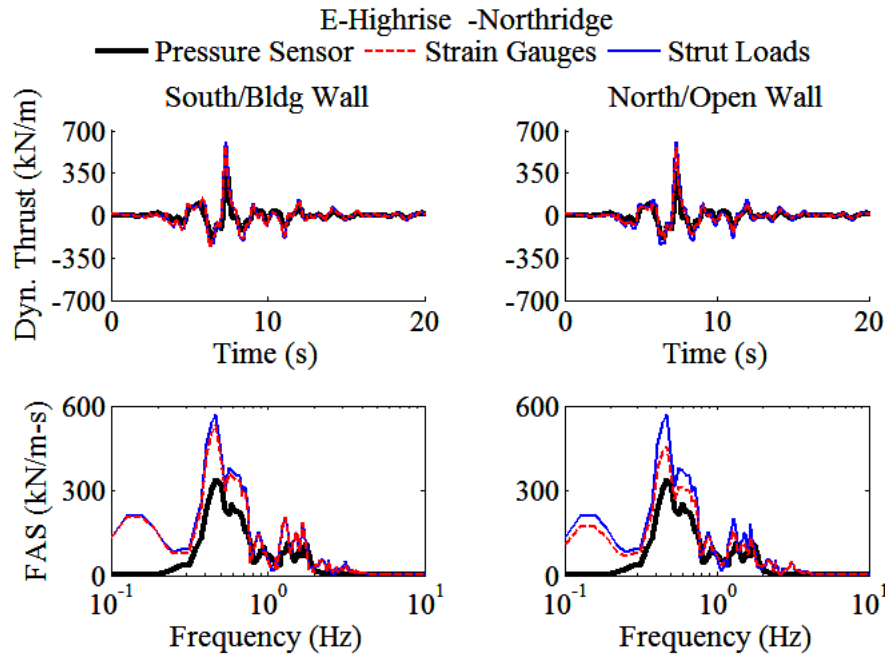 E-Highrise -Northridge
Pressure Sensor Strain Gauges Strut Loads
South/Bldg Wall North/Open Wall
Dyn. Thrust (kN/m)
700 700
350 350
0 0
-350 -350
-700 -700
0 10 20 0 10 20
Time (s) Time (s)
FAS (kN/m-s)
600 600
300 300
0 0
10^-1 10^0 10^1 10^-1 10^0 10^1
Frequency (Hz) Frequency (Hz)